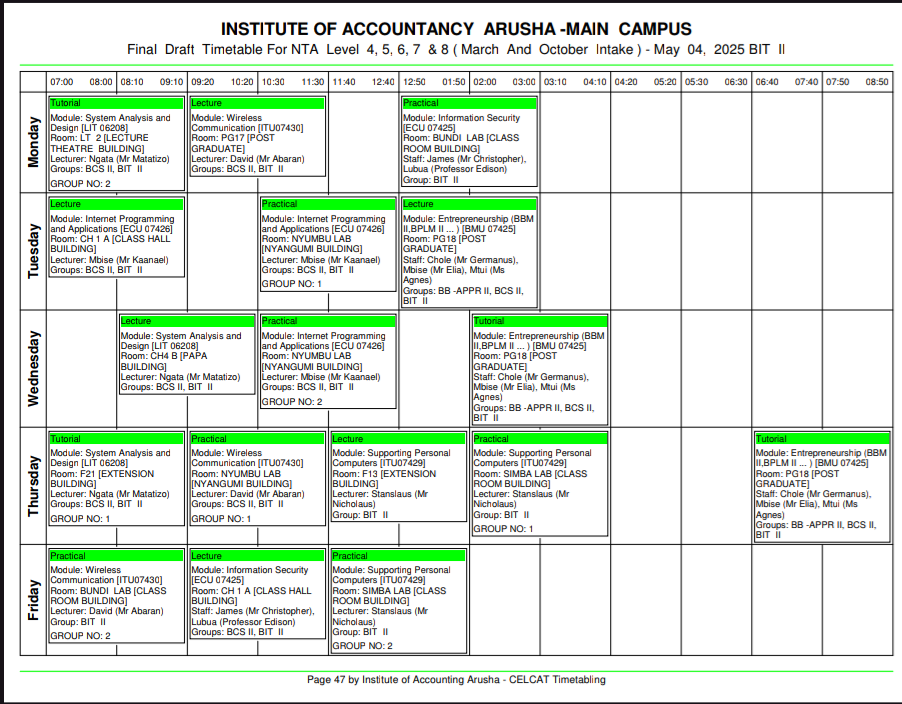 INSTITUTE OF ACCOUNTANCY ARUSHA -MAIN CAMPUS
Final Draft Timetable For NTA Level 4, 5, 6, 7 & 8 ( March And October Intake ) - May 04, 2025 BIT II
07:00 08:00 08:10 09:10 09:20 10:20 10:30 11:30 11:40 12:40 12:50 01:50 02:00 03:00 03:10 04:10 04:20 05:20 05:30 06:30 06:40 07:40 07:50 08:50
Monday
Tutorial
Module: System Analysis and
Design [LIT 06208]
Room: LT 2 [LECTURE
THEATRE BUILDING]
Lecturer: Ngata (Mr Matatizo)
Groups: BCS II, BIT II
GROUP NO: 2
Lecture
Module: Wireless
Communication [ITU07430]
Room: PG17 [POST
GRADUATE]
Lecturer: David (Mr Abaran)
Groups: BCS II, BIT II
Practical
Module: Information Security
[ECU 07425]
Room: BUNDI LAB [CLASS
ROOM BUILDING]
Staff: James (Mr Christopher),
Lubua (Professor Edison)
Group: BIT II
Tuesday
Lecture
Module: Internet Programming
and Applications [ECU 07426]
Room: CH 1 A [CLASS HALL
BUILDING]
Lecturer: Mbise (Mr Kaanael)
Groups: BCS II, BIT II
Practical
Module: Internet Programming
and Applications [ECU 07426]
Room: NYUMBU LAB
[NYANGUMI BUILDING]
Lecturer: Mbise (Mr Kaanael)
Groups: BCS II, BIT II
GROUP NO: 1
Lecture
Module: Entrepreneurship (BBM
II,BPLM II ... ) [BMU 07425]
Room: PG18 [POST
GRADUATE]
Staff: Chole (Mr Germanus),
Mbise (Mr Elia), Mtui (Ms
Agnes)
Groups: BB -APPR II, BCS II,
BIT II
Wednesday
Lecture
Module: System Analysis and
Design [LIT 06208]
Room: CH4 B [PAPA
BUILDING]
Lecturer: Ngata (Mr Matatizo)
Groups: BCS II, BIT II
Practical
Module: Internet Programming
and Applications [ECU 07426]
Room: NYUMBU LAB
[NYANGUMI BUILDING]
Lecturer: Mbise (Mr Kaanael)
Groups: BCS II, BIT II
GROUP NO: 2
Tutorial
Module: Entrepreneurship (BBM
II,BPLM II ... ) [BMU 07425]
Room: PG18 [POST
GRADUATE]
Staff: Chole (Mr Germanus),
Mbise (Mr Elia), Mtui (Ms
Agnes)
Groups: BB -APPR II, BCS II,
BIT II
Thursday
Tutorial
Module: System Analysis and
Design [LIT 06208]
Room: F21 [EXTENSION
BUILDING]
Lecturer: Ngata (Mr Matatizo)
Groups: BCS II, BIT II
GROUP NO: 1
Practical
Module: Wireless
Communication [ITU07430]
Room: NYUMBU LAB
[NYANGUMI BUILDING]
Lecturer: David (Mr Abaran)
Groups: BCS II, BIT II
GROUP NO: 1
Lecture
Module: Supporting Personal
Computers [ITU07429]
Room: F13 [EXTENSION
BUILDING]
Lecturer: Stanslaus (Mr
Nicholaus)
Group: BIT II
Practical
Module: Supporting Personal
Computers [ITU07429]
Room: SIMBA LAB [CLASS
ROOM BUILDING]
Lecturer: Stanslaus (Mr
Nicholaus)
Group: BIT II
GROUP NO: 1
Tutorial
Module: Entrepreneurship (BBM
II,BPLM II ... ) [BMU 07425]
Room: PG18 [POST
GRADUATE]
Staff: Chole (Mr Germanus),
Mbise (Mr Elia), Mtui (Ms
Agnes)
Groups: BB -APPR II, BCS II,
BIT II
Friday
Practical
Module: Wireless
Communication [ITU07430]
Room: BUNDI LAB [CLASS
ROOM BUILDING]
Lecturer: David (Mr Abaran)
Group: BIT II
GROUP NO: 2
Lecture
Module: Information Security
[ECU 07425]
Room: CH 1 A [CLASS HALL
BUILDING]
Staff: James (Mr Christopher),
Lubua (Professor Edison)
Groups: BCS II, BIT II
Practical
Module: Supporting Personal
Computers [ITU07429]
Room: SIMBA LAB [CLASS
ROOM BUILDING]
Lecturer: Stanslaus (Mr
Nicholaus)
Group: BIT II
GROUP NO: 2
Page 47 by Institute of Accounting Arusha - CELCAT Timetabling